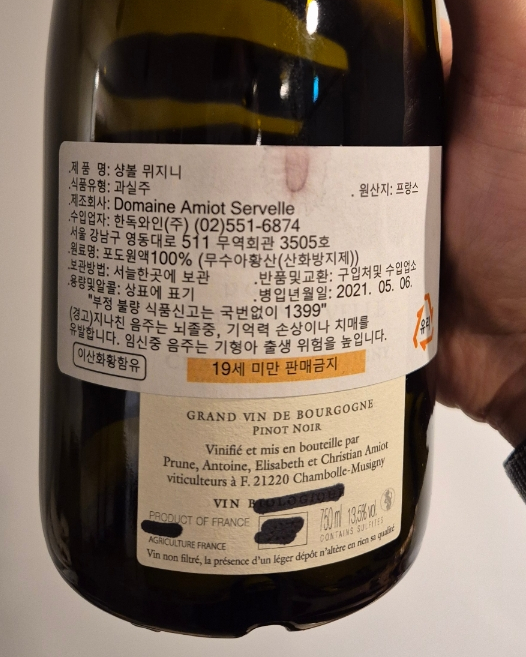 .제 품 명: 샹볼 뮈지니
.식품유형: 과실주 . 원산지: 프랑스
.제조회사: Domaine Amiot Servelle
.수입업자: 한독와인(주) (02)551-6874
서울 강남구 영동대로 511 무역회관 3505호
.원료명: 포도원액100% (무수아황산(산화방지제))
.보관방법: 서늘한곳에 보관 .반품및교환: 구입처및 수입업소
.용량및알콜: 상표에 표기 .병입년월일: 2021. 05. 06.
"부정 불량 식품신고는 국번없이 1399"
(경고)지나친 음주는 뇌졸중, 기억력 손상이나 치매를
유발합니다. 임신중 음주는 기형아 출생 위험을 높입니다.
이산화황함유
19세 미만 판매금지
유리
GRAND VIN DE BOURGOGNE
PINOT NOIR
Vinifié et mis en bouteille par
Prune, Antoine, Elisabeth et Christian Amiot
viticulteurs à F. 21220 Chambolle-Musigny
VIN BIOLOGIQUE
PRODUCT OF FRANCE
750 ml 13,5% vol.
CONTAINS SULFITES
AGRICULTURE FRANCE
Vin non filtré, la présence d'un léger dépôt n'altère en rien sa qualité